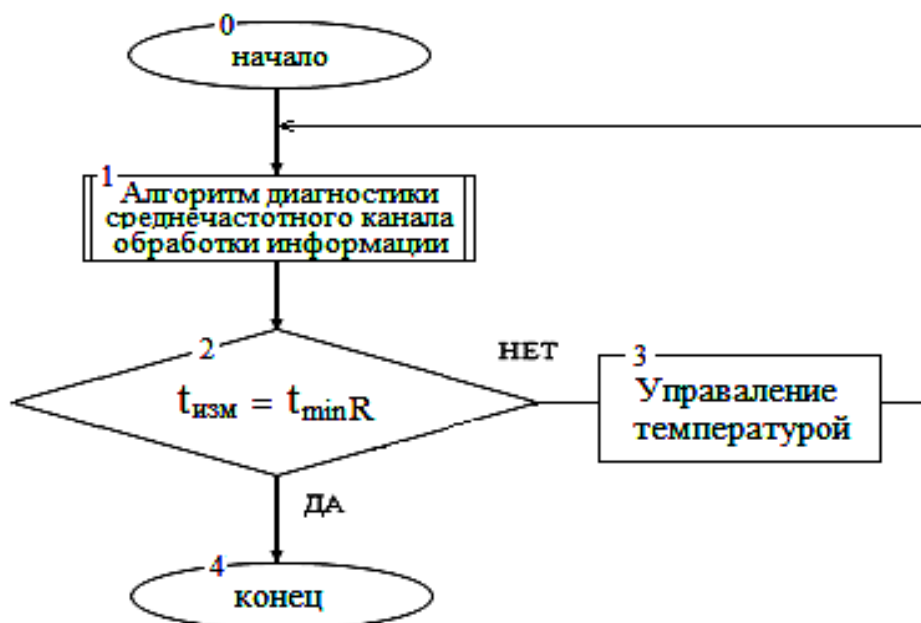 0
начало
1
Алгоритм диагностики
среднечастотного канала
обработки информации
2
tизм = tminR
НЕТ
3
Управаление
температурой
ДА
4
конец